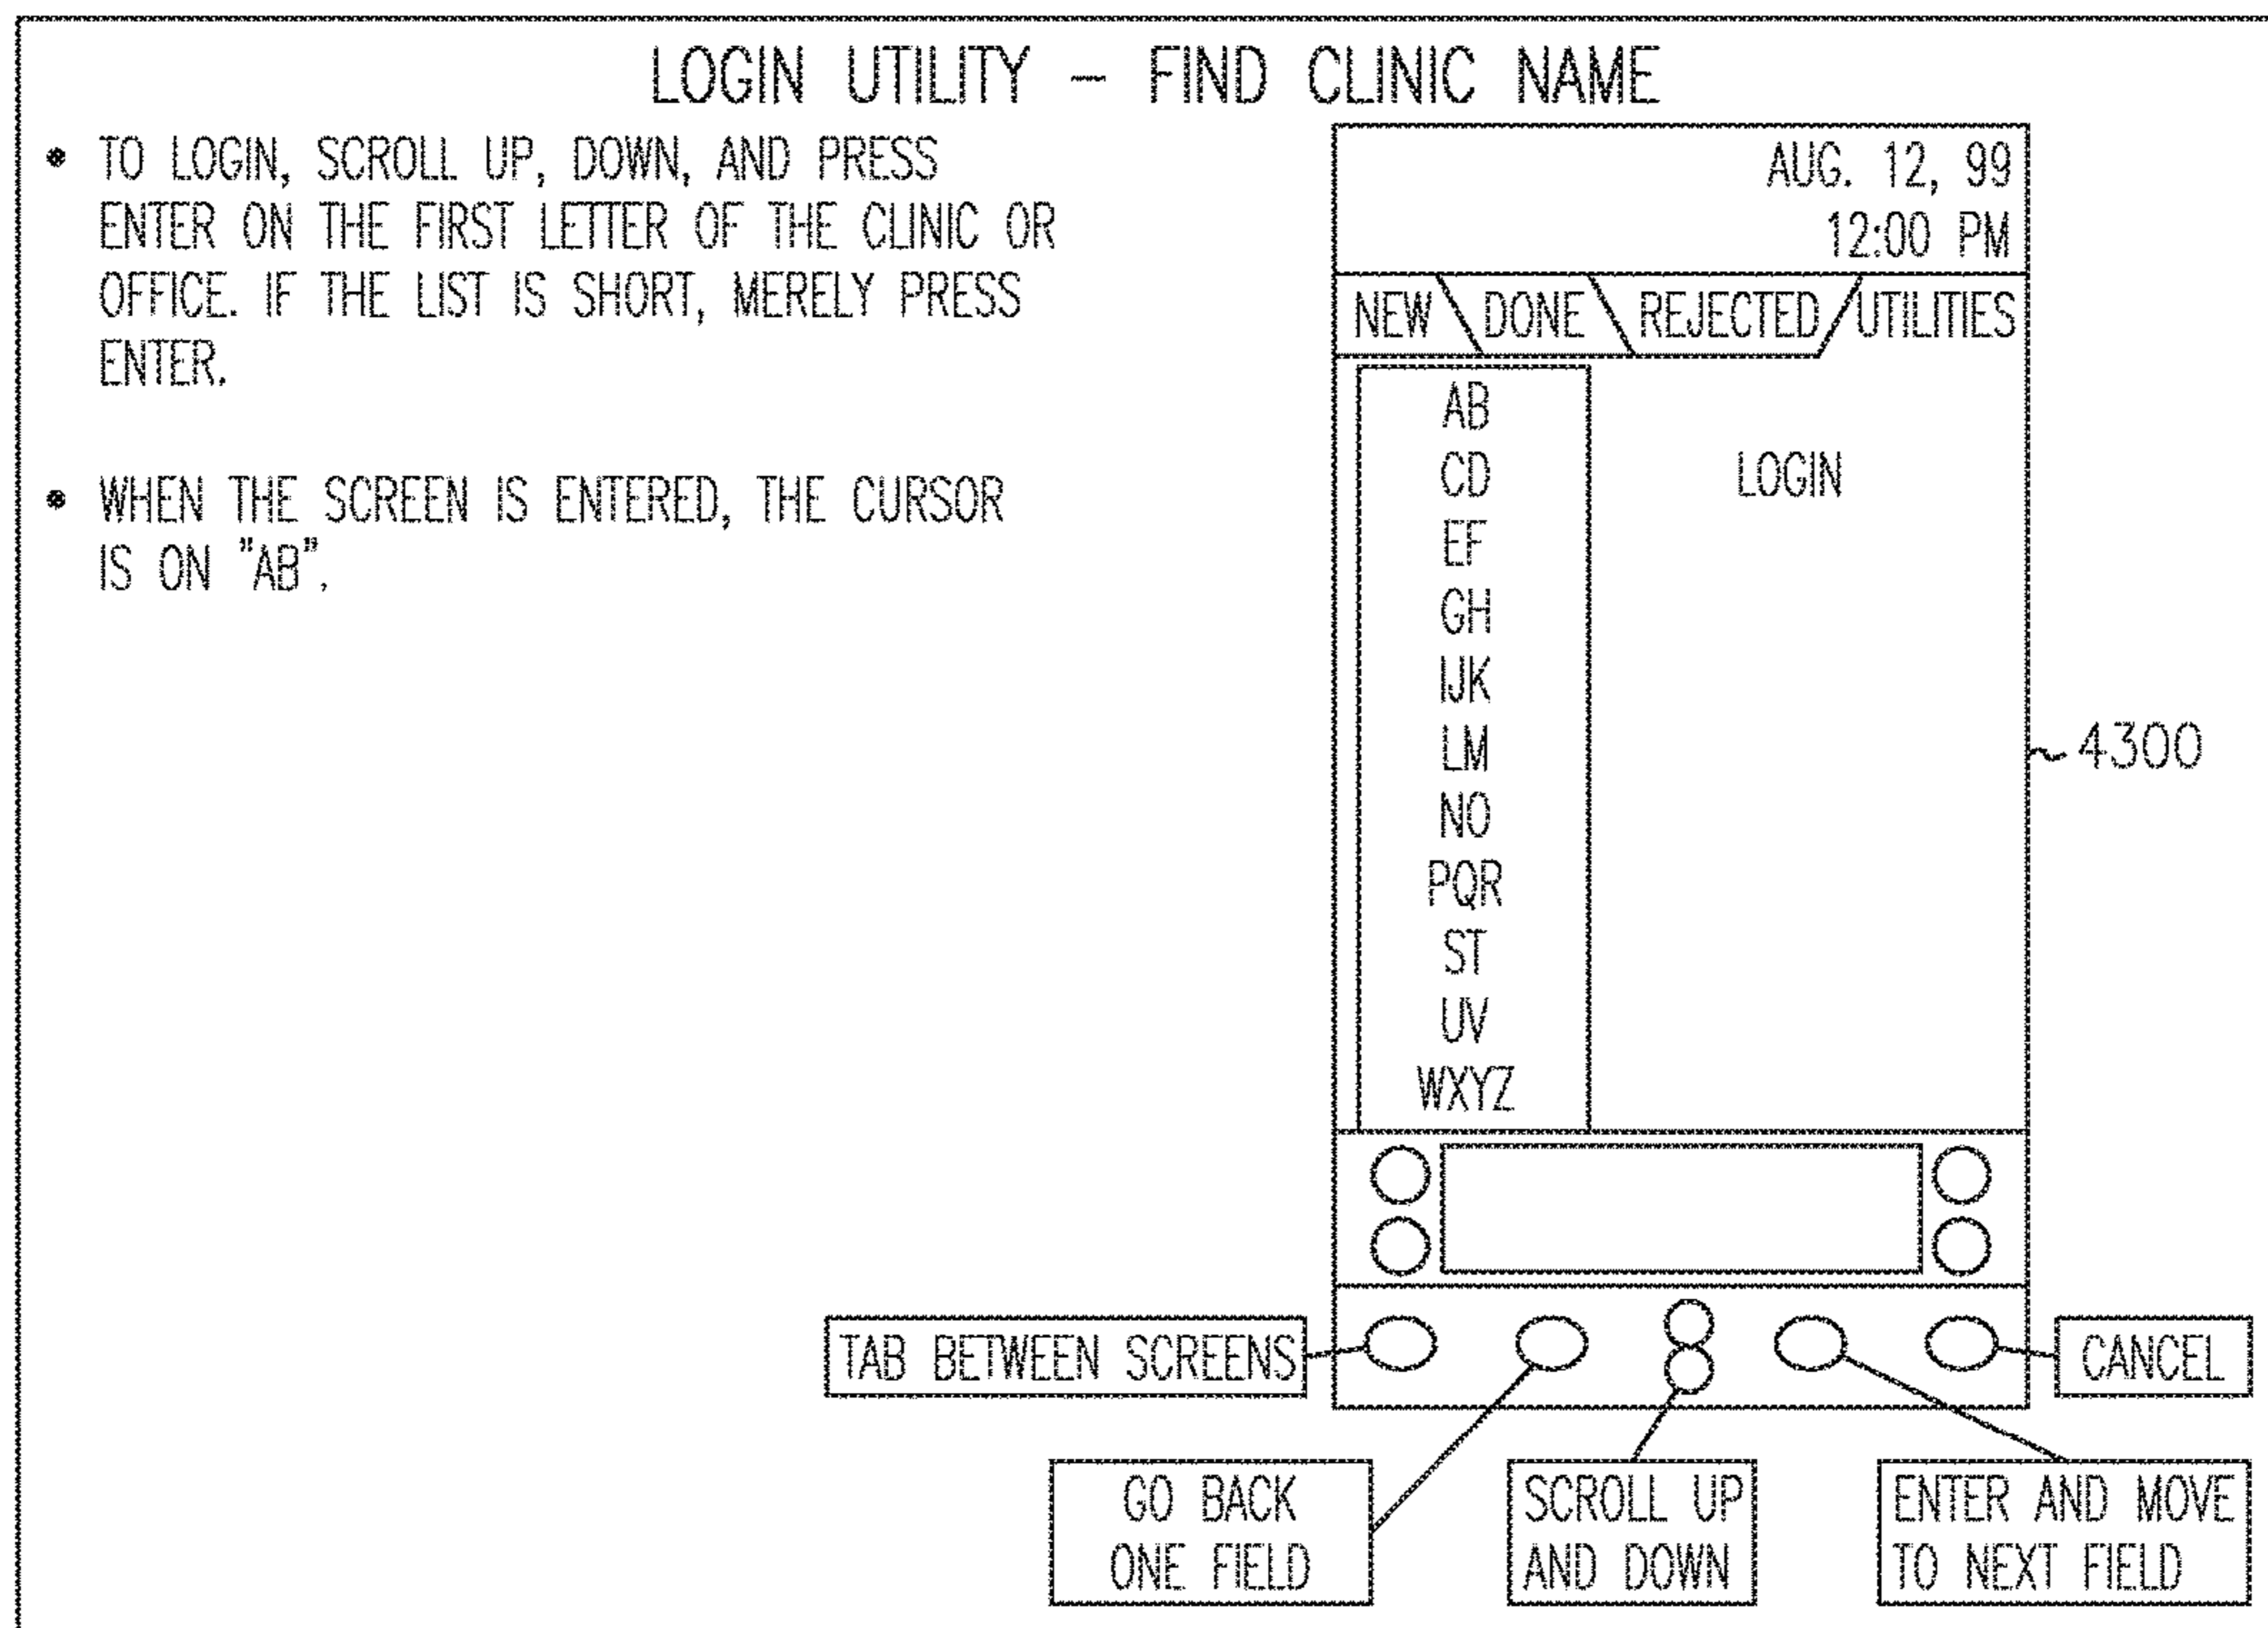 LOGIN UTILITY – FIND CLINIC NAME
• TO LOGIN, SCROLL UP, DOWN, AND PRESS
ENTER ON THE FIRST LETTER OF THE CLINIC OR
OFFICE. IF THE LIST IS SHORT, MERELY PRESS
ENTER.
• WHEN THE SCREEN IS ENTERED, THE CURSOR
IS ON "AB".
AUG. 12, 99
12:00 PM
NEW DONE REJECTED UTILITIES
AB
CD
EF
GH
IJK
LM
NO
PQR
ST
UV
WXYZ
LOGIN
4300
TAB BETWEEN SCREENS
CANCEL
GO BACK
ONE FIELD
SCROLL UP
AND DOWN
ENTER AND MOVE
TO NEXT FIELD